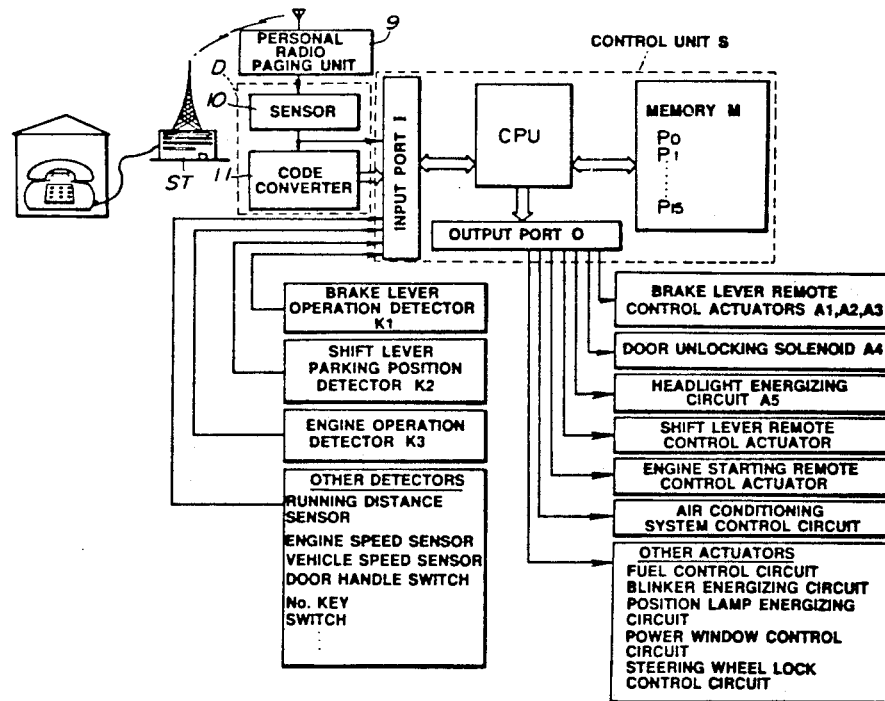 9
PERSONAL
RADIO
PAGING UNIT
D
10
SENSOR
11
CODE
CONVERTER
ST
CONTROL UNIT S
INPUT PORT I
CPU
MEMORY M
P0
P1
P15
OUTPUT PORT O
BRAKE LEVER
OPERATION DETECTOR
K1
SHIFT LEVER
PARKING POSITION
DETECTOR K2
ENGINE OPERATION
DETECTOR K3
OTHER DETECTORS
RUNNING DISTANCE
SENSOR
ENGINE SPEED SENSOR
VEHICLE SPEED SENSOR
DOOR HANDLE SWITCH
No. KEY
SWITCH
BRAKE LEVER REMOTE
CONTROL ACTUATORS A1,A2,A3
DOOR UNLOCKING SOLENOID A4
HEADLIGHT ENERGIZING
CIRCUIT A5
SHIFT LEVER REMOTE
CONTROL ACTUATOR
ENGINE STARTING REMOTE
CONTROL ACTUATOR
AIR CONDITIONING
SYSTEM CONTROL CIRCUIT
OTHER ACTUATORS
FUEL CONTROL CIRCUIT
BLINKER ENERGIZING CIRCUIT
POSITION LAMP ENERGIZING
CIRCUIT
POWER WINDOW CONTROL
CIRCUIT
STEERING WHEEL LOCK
CONTROL CIRCUIT